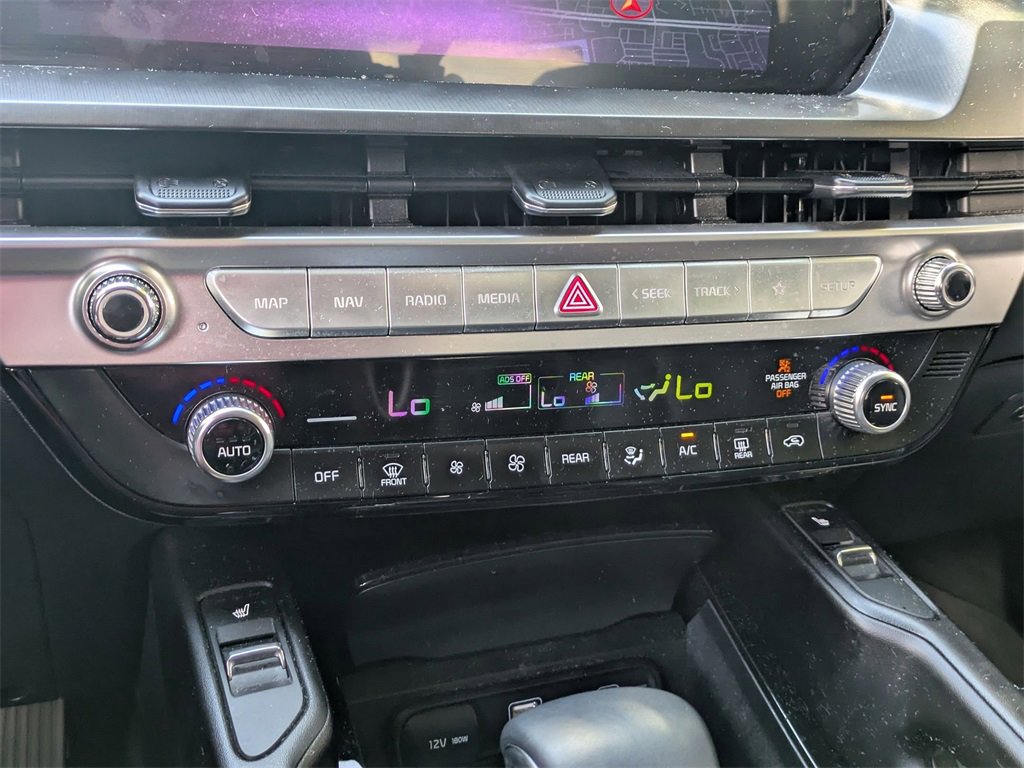 MAP
NAV
RADIO
MEDIA
< SEEK
TRACK >
SETUP
AUTO
Lo
ADS OFF
REAR
Lo
Lo
PASSENGER
AIR BAG
OFF
SYNC
OFF
FRONT
REAR
A/C
REAR
12V 180W